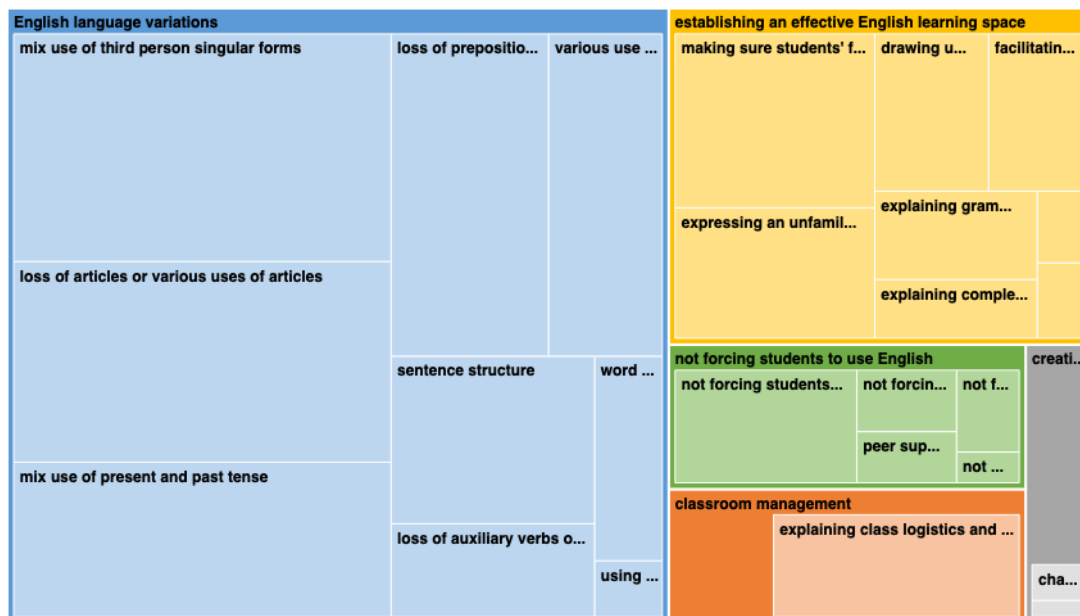 English language variations
mix use of third person singular forms
loss of articles or various uses of articles
mix use of present and past tense
loss of prepositio...
various use ...
sentence structure
word ...
loss of auxiliary verbs o...
using ...
establishing an effective English learning space
making sure students' f...
drawing u...
facilitatin...
expressing an unfamil...
explaining gram...
explaining comple...
not forcing students to use English
not forcing students...
not forcin...
not f...
peer sup...
not ...
creati...
classroom management
explaining class logistics and ...
cha...